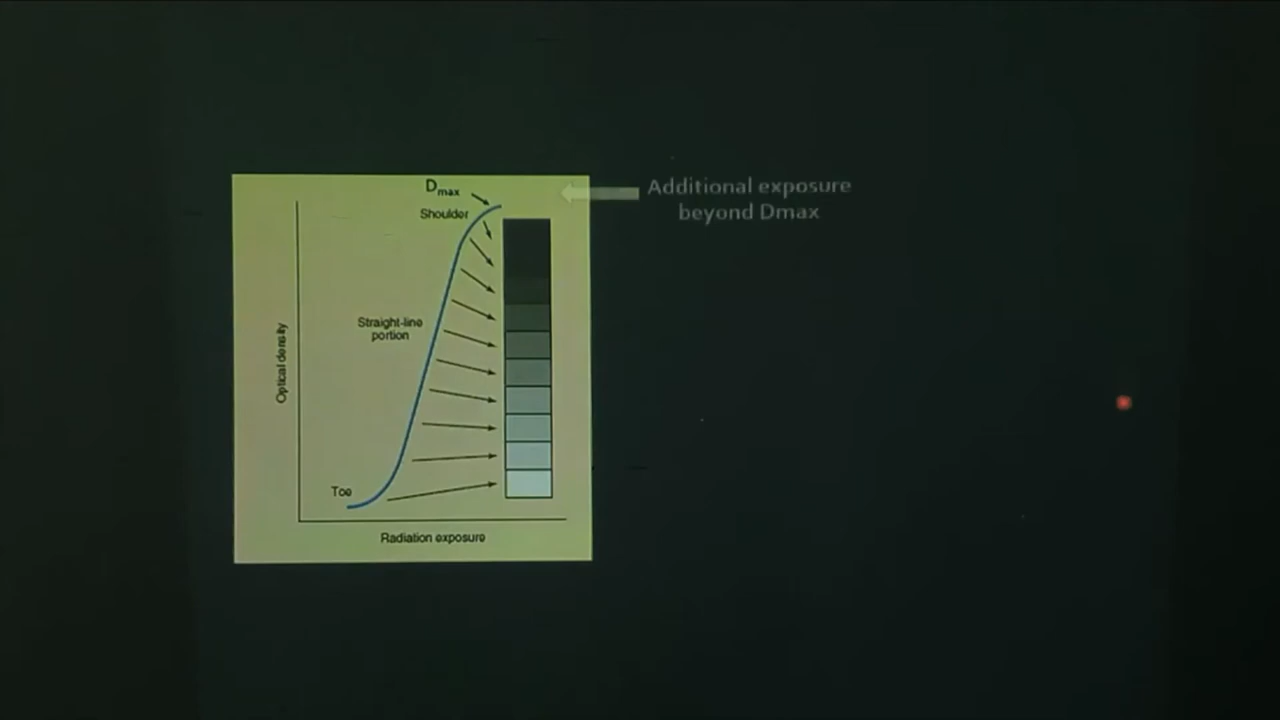 Dmax
Shoulder
Additional exposure
beyond Dmax
Straight-line
portion
Optical density
Toe
Radiation exposure